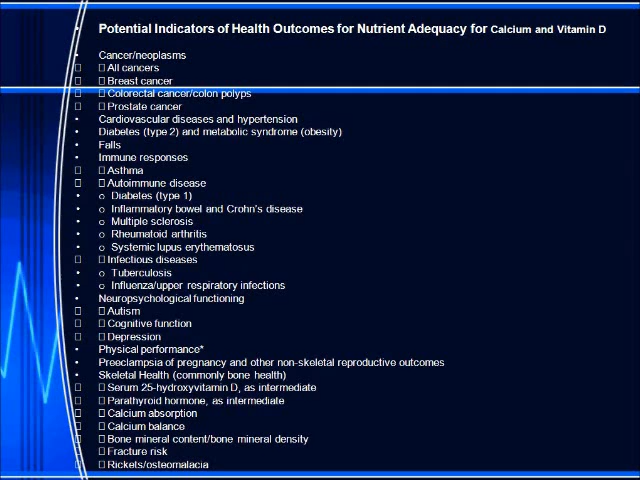 • Potential Indicators of Health Outcomes for Nutrient Adequacy for Calcium and Vitamin D
• Cancer/neoplasms
□ □ All cancers
□ □ Breast cancer
□ □ Colorectal cancer/colon polyps
□ □ Prostate cancer
• Cardiovascular diseases and hypertension
• Diabetes (type 2) and metabolic syndrome (obesity)
• Falls
• Immune responses
□ □ Asthma
□ □ Autoimmune disease
• o Diabetes (type 1)
• o Inflammatory bowel and Crohn's disease
• o Multiple sclerosis
• o Rheumatoid arthritis
• o Systemic lupus erythematosus
□ □ Infectious diseases
• o Tuberculosis
• o Influenza/upper respiratory infections
• Neuropsychological functioning
□ □ Autism
□ □ Cognitive function
□ □ Depression
• Physical performance*
• Preeclampsia of pregnancy and other non-skeletal reproductive outcomes
• Skeletal Health (commonly bone health)
□ □ Serum 25-hydroxyvitamin D, as intermediate
□ □ Parathyroid hormone, as intermediate
□ □ Calcium absorption
□ □ Calcium balance
□ □ Bone mineral content/bone mineral density
□ □ Fracture risk
□ □ Rickets/osteomalacia